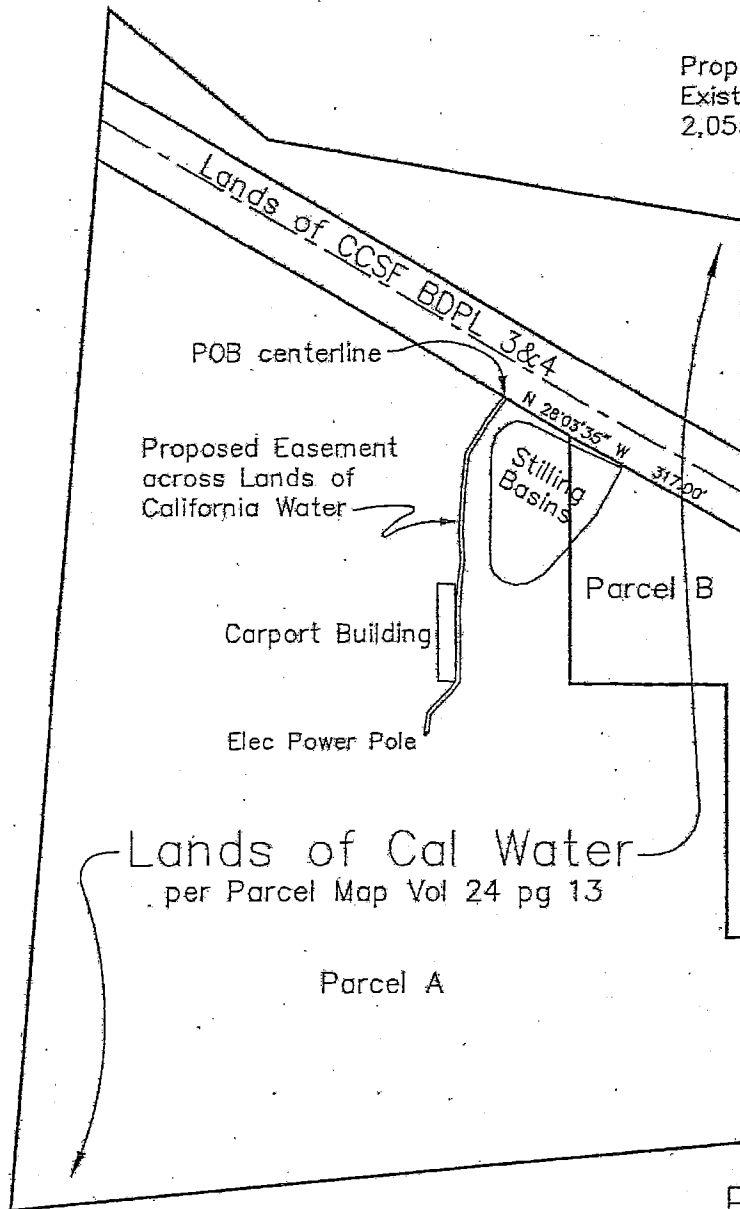 Prop
Exist
2,05
Lands of CCSF BDPL 3&4
POB centerline
N 28°03'35" W 317.00'
Proposed Easement
across Lands of
California Water
Stilling
Basins
Parcel B
Carport Building
Elec Power Pole
Lands of Cal Water
per Parcel Map Vol 24 pg 13
Parcel A